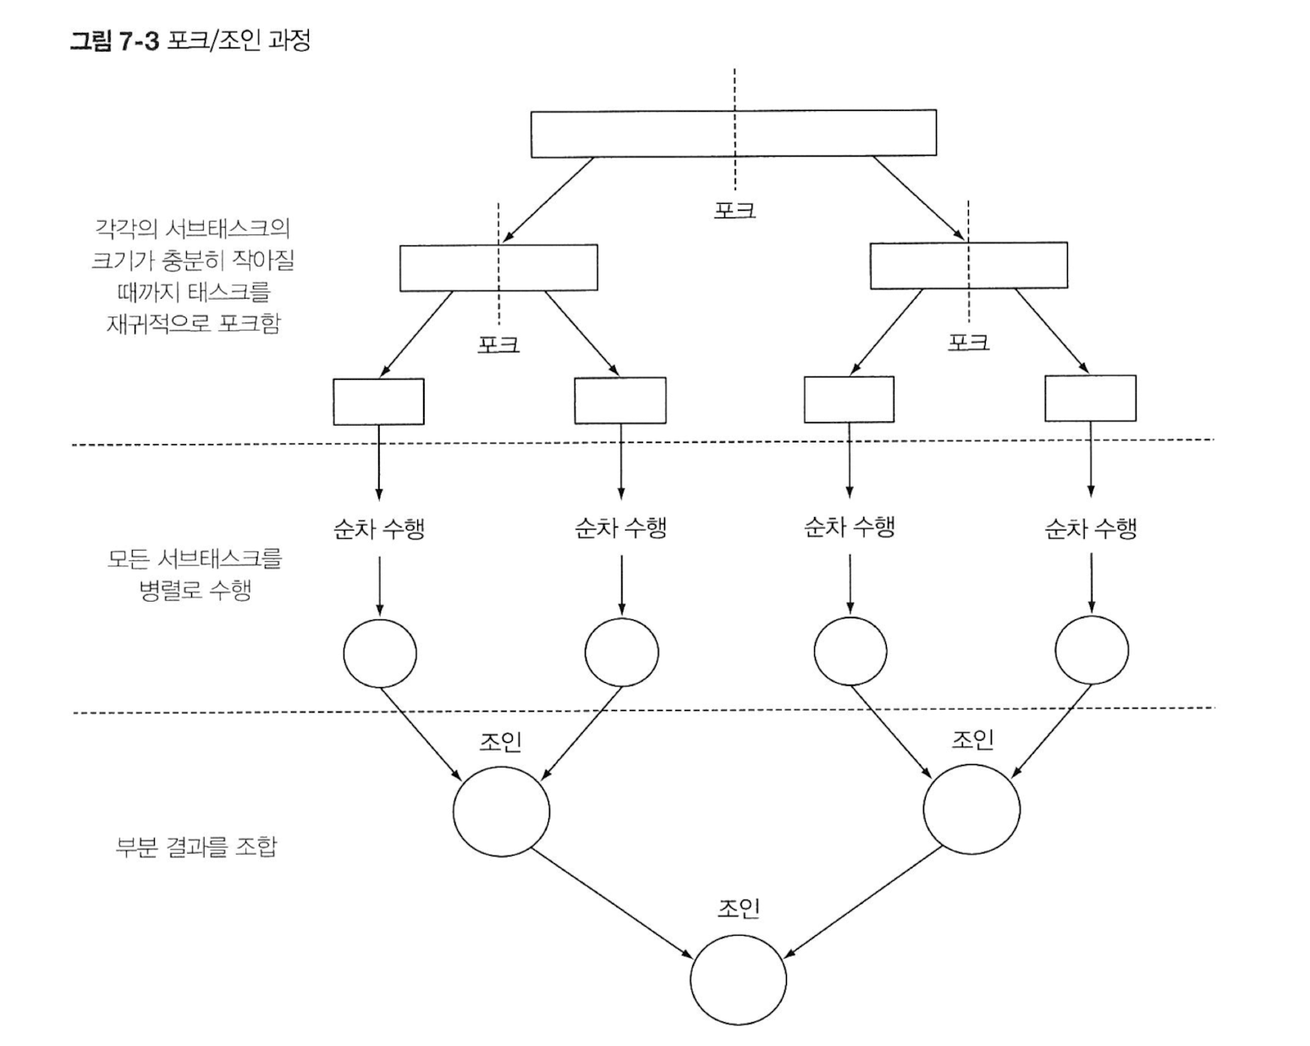 그림 7-3 포크/조인 과정
포크
각각의 서브태스크의
크기가 충분히 작아질
때까지 태스크를
재귀적으로 포크함
포크
포크
순차 수행
순차 수행
순차 수행
순차 수행
모든 서브태스크를
병렬로 수행
조인
조인
부분 결과를 조합
조인